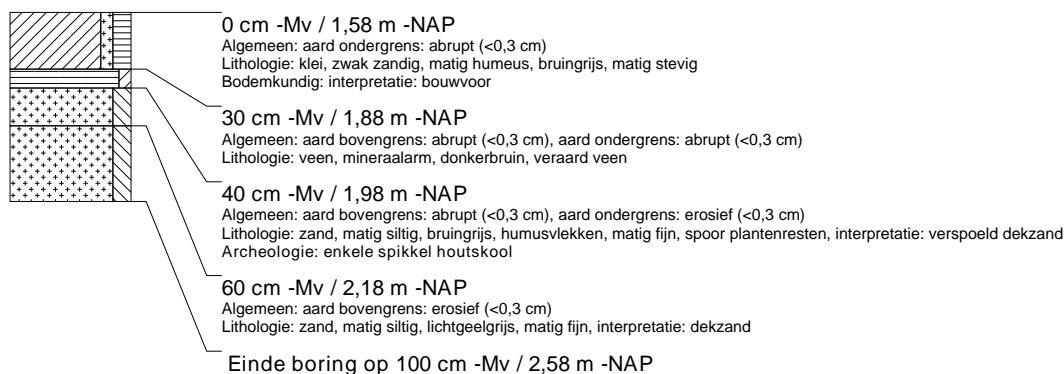 0 cm -Mv / 1,58 m -NAP
Algemeen: aard ondergrens: abrupt (<0,3 cm)
Lithologie: klei, zwak zandig, matig humeus, bruingrijs, matig stevig
Bodemkundig: interpretatie: bouwvoor
30 cm -Mv / 1,88 m -NAP
Algemeen: aard bovengrens: abrupt (<0,3 cm), aard ondergrens: abrupt (<0,3 cm)
Lithologie: veen, mineraalarm, donkerbruin, veraard veen
40 cm -Mv / 1,98 m -NAP
Algemeen: aard bovengrens: abrupt (<0,3 cm), aard ondergrens: erosief (<0,3 cm)
Lithologie: zand, matig siltig, bruingrijs, humusvlekken, matig fijn, spoor plantenresten, interpretatie: verspoeld dekzand
Archeologie: enkele spikkel houtskool
60 cm -Mv / 2,18 m -NAP
Algemeen: aard bovengrens: erosief (<0,3 cm)
Lithologie: zand, matig siltig, lichtgeelgrijs, matig fijn, interpretatie: dekzand
Einde boring op 100 cm -Mv / 2,58 m -NAP